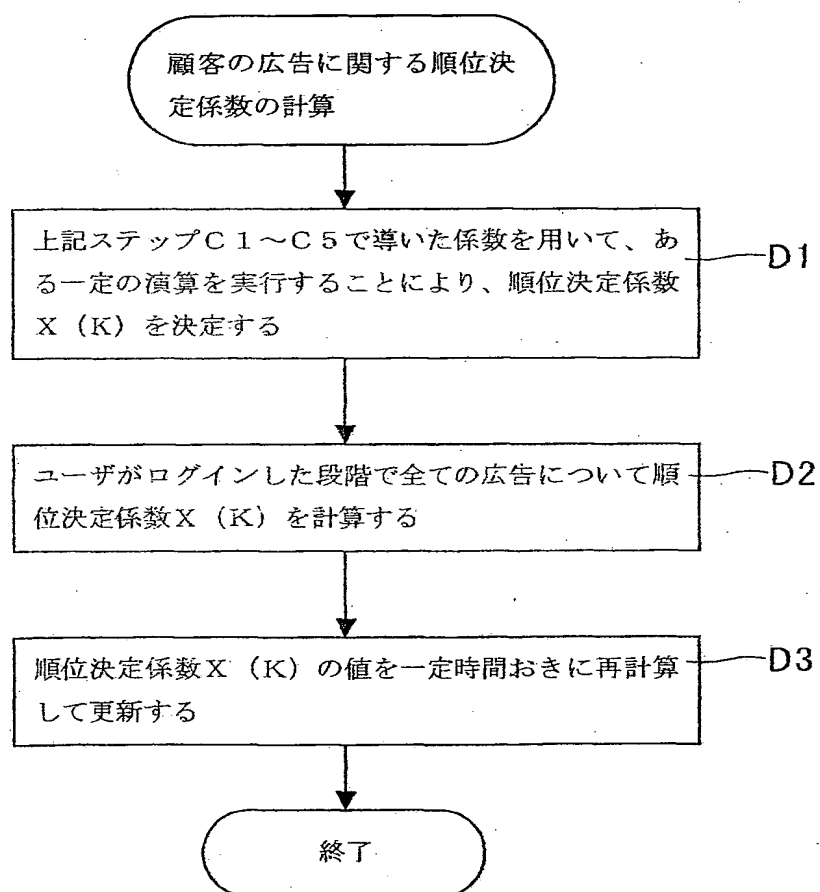 顧客の広告に関する順位決
定係数の計算
上記ステップC1〜C5で導いた係数を用いて、あ
る一定の演算を実行することにより、順位決定係数
X（K）を決定する
D1
ユーザがログインした段階で全ての広告について順
位決定係数X（K）を計算する
D2
順位決定係数X（K）の値を一定時間おきに再計算
して更新する
D3
終了